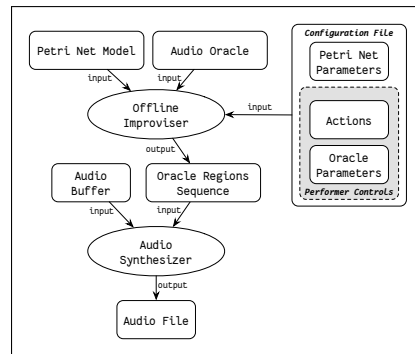 Configuration File
Petri Net Model
Audio Oracle
Petri Net
Parameters
input
input
Offline
Improviser
input
Actions
output
Oracle
Parameters
Audio
Buffer
Oracle Regions
Sequence
Performer Controls
input
input
Audio
Synthesizer
output
Audio File